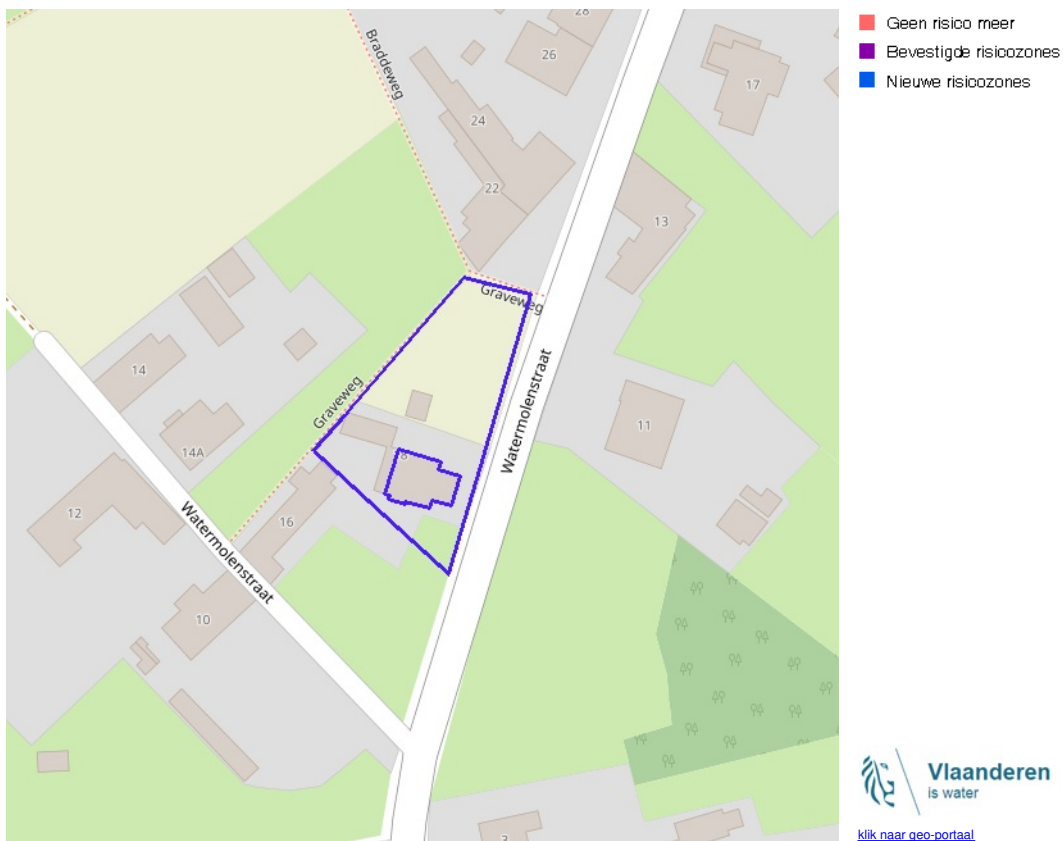 Geen risico meer
Bevestigde risicozones
Nieuwe risicozones
28
26
Braddeweg
17
24
22
13
Graveweg
Watermolenstraat
14
Graveweg
11
14A
8
12
16
Watermolenstraat
10
3
Vlaanderen
is water
klik naar geo-portaal